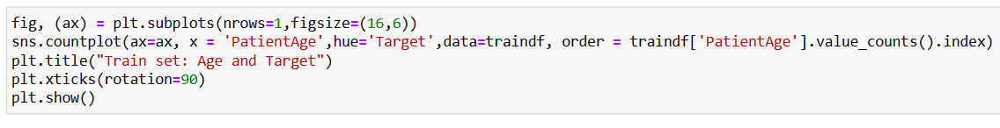 fig, (ax) = plt.subplots(nrows=1,figsize=(16,6))
sns.countplot(ax=ax, x = 'PatientAge',hue='Target',data=traindf, order = traindf['PatientAge'].value_counts().index)
plt.title("Train set: Age and Target")
plt.xticks(rotation=90)
plt.show()